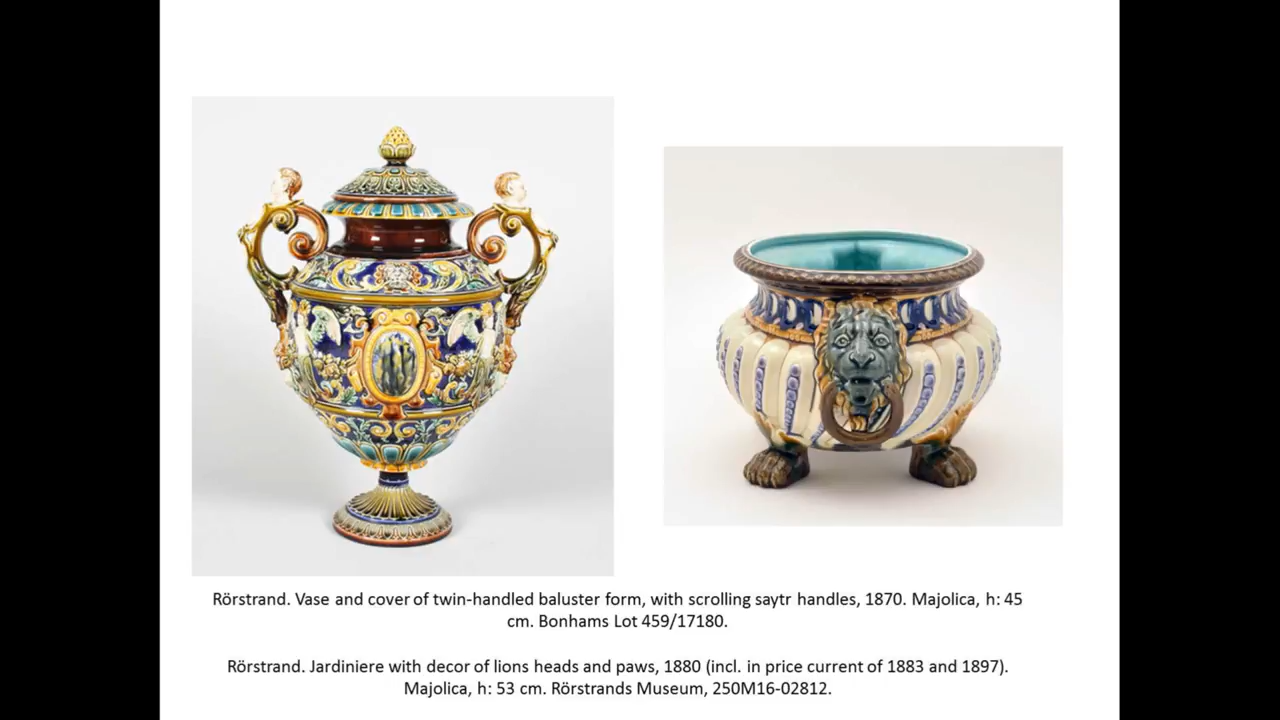 Rörstrand. Vase and cover of twin-handled baluster form, with scrolling saytr handles, 1870. Majolica, h: 45
cm. Bonhams Lot 459/17180.
Rörstrand. Jardiniere with decor of lions heads and paws, 1880 (incl. in price current of 1883 and 1897).
Majolica, h: 53 cm. Rörstrands Museum, 250M16-02812.